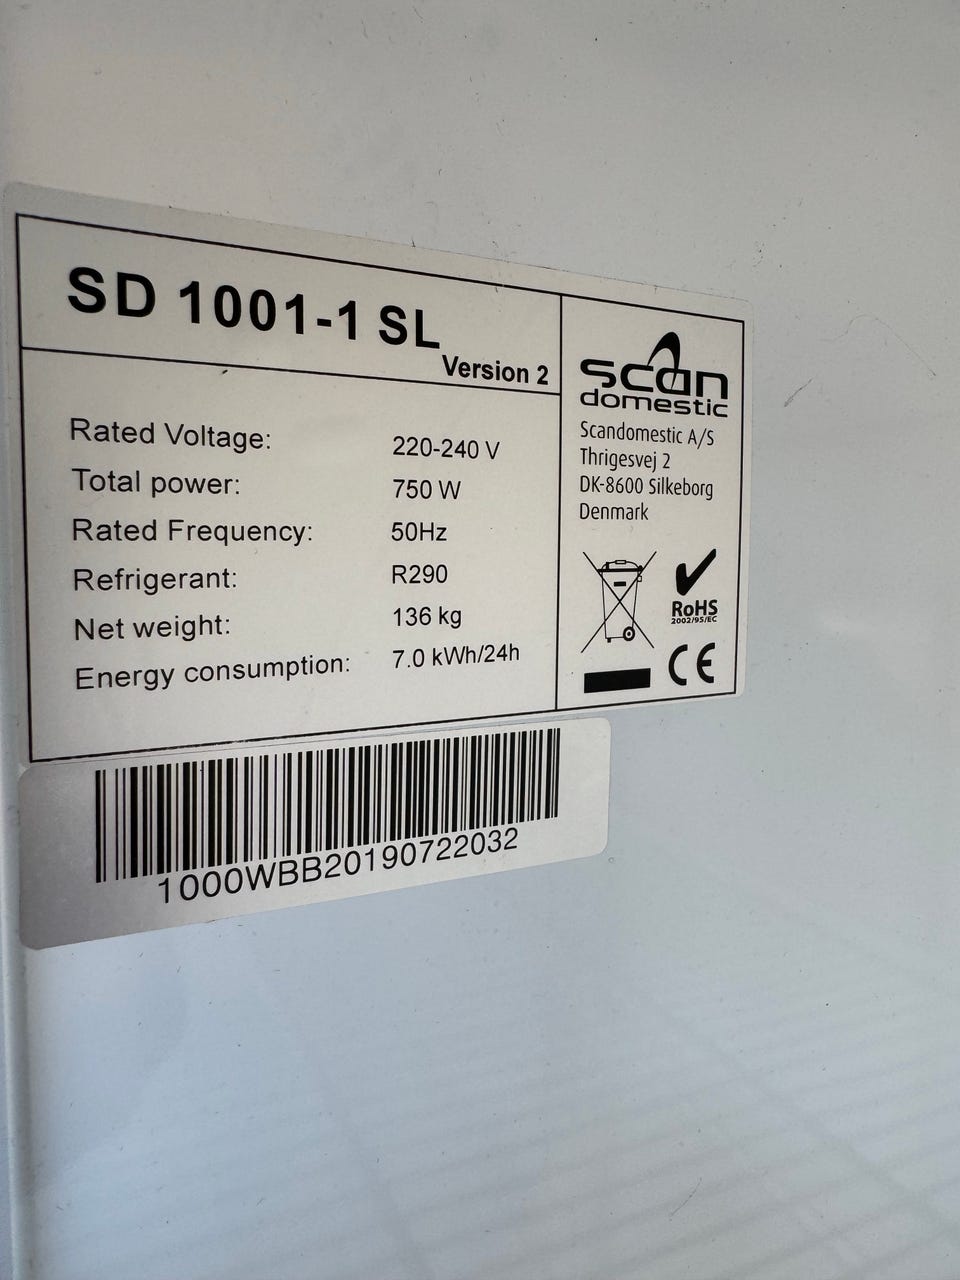 SD 1001-1 SL
Version 2
Rated Voltage: 220-240 V
Total power: 750 W
Rated Frequency: 50Hz
Refrigerant: R290
Net weight: 136 kg
Energy consumption: 7.0 kWh/24h
scan
domestic
Scandomestic A/S
Thrigesvej 2
DK-8600 Silkeborg
Denmark
RoHS
2002/95/EC
CE
1000WBB20190722032